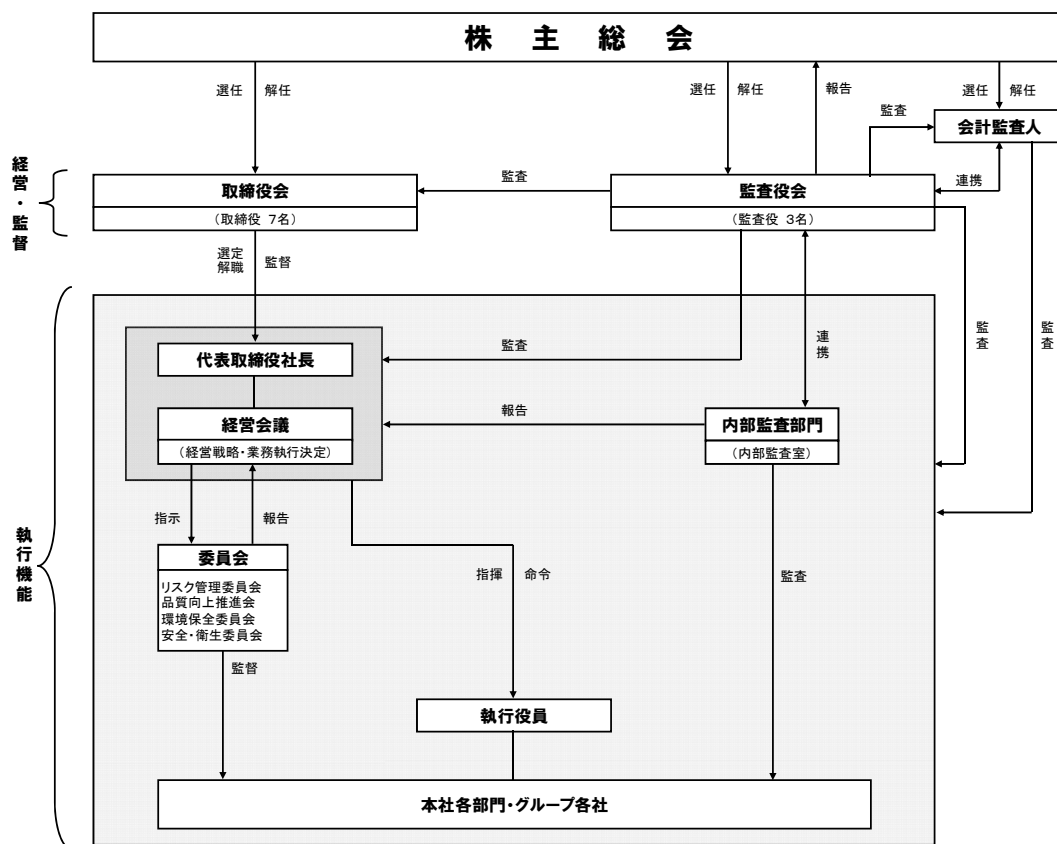 株主総会
選任 解任
選任 解任
報告
選任 解任
監査
会計監査人
経営・監督
取締役会
(取締役 7名)
監査
監査役会
(監査役 3名)
連携
選定
解職
監督
監査
監査
執行機能
代表取締役社長
監査
連携
経営会議
(経営戦略・業務執行決定)
報告
内部監査部門
(内部監査室)
指示
報告
委員会
リスク管理委員会
品質向上推進会
環境保全委員会
安全・衛生委員会
指揮 命令
監査
監督
執行役員
本社各部門・グループ各社